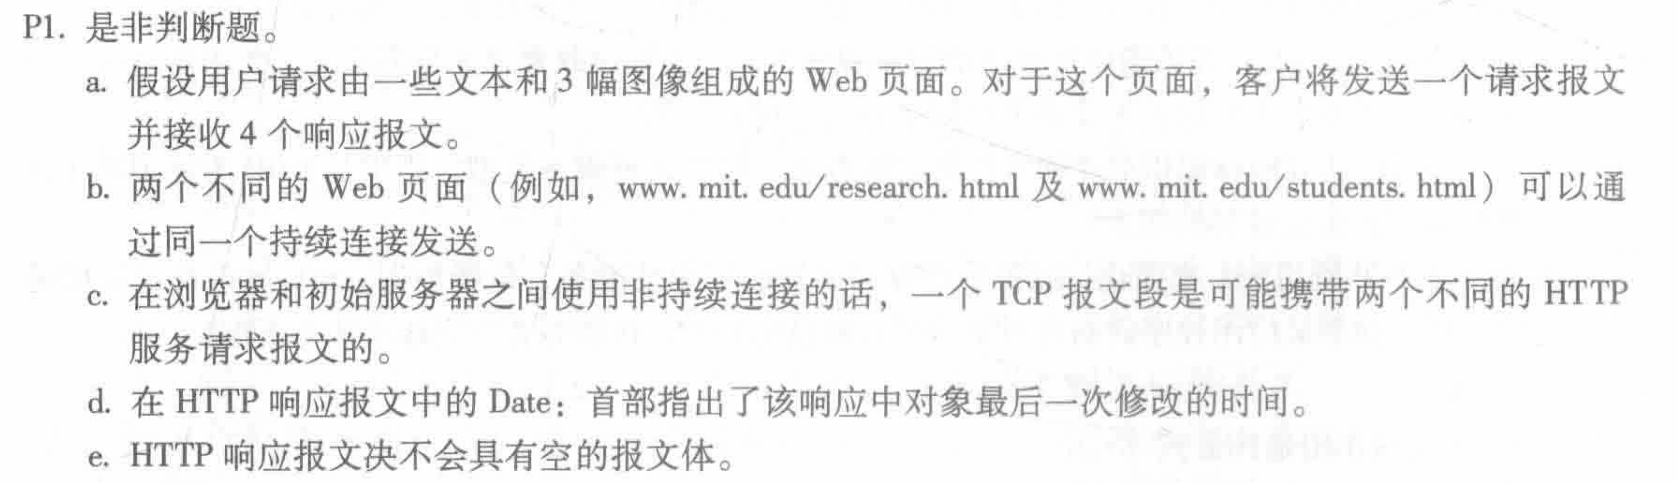 P1. 是非判断题。
a. 假设用户请求由一些文本和 3 幅图像组成的 Web 页面。对于这个页面，客户将发送一个请求报文
并接收 4 个响应报文。
b. 两个不同的 Web 页面（例如，www. mit. edu/research. html 及 www. mit. edu/students. html）可以通
过同一个持续连接发送。
c. 在浏览器和初始服务器之间使用非持续连接的话，一个 TCP 报文段是可能携带两个不同的 HTTP
服务请求报文的。
d. 在 HTTP 响应报文中的 Date：首部指出了该响应中对象最后一次修改的时间。
e. HTTP 响应报文决不会具有空的报文体。